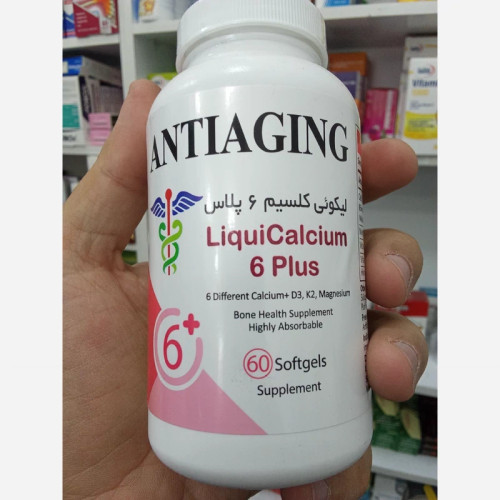 ANTIAGING
لیکوئی کلسیم ۶ پلاس
LiquiCalcium
6 Plus
6 Different Calcium+ D3, K2, Magnesium
Bone Health Supplement
Highly Absorbable
6+
60 Softgels
Supplement
Vitami